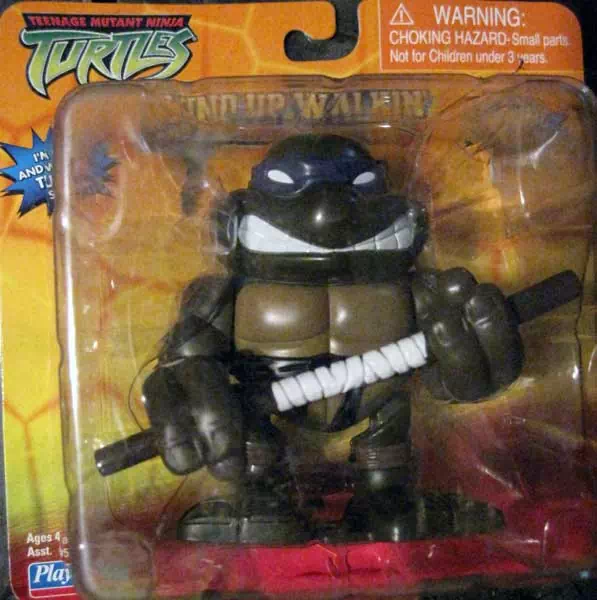 TEENAGE MUTANT NINJA
TURTLES
WARNING:
CHOKING HAZARD-Small parts.
Not for Children under 3 years.
WIND UP WALKIN'
I'M
TU
Ages 4
Asst.
Play